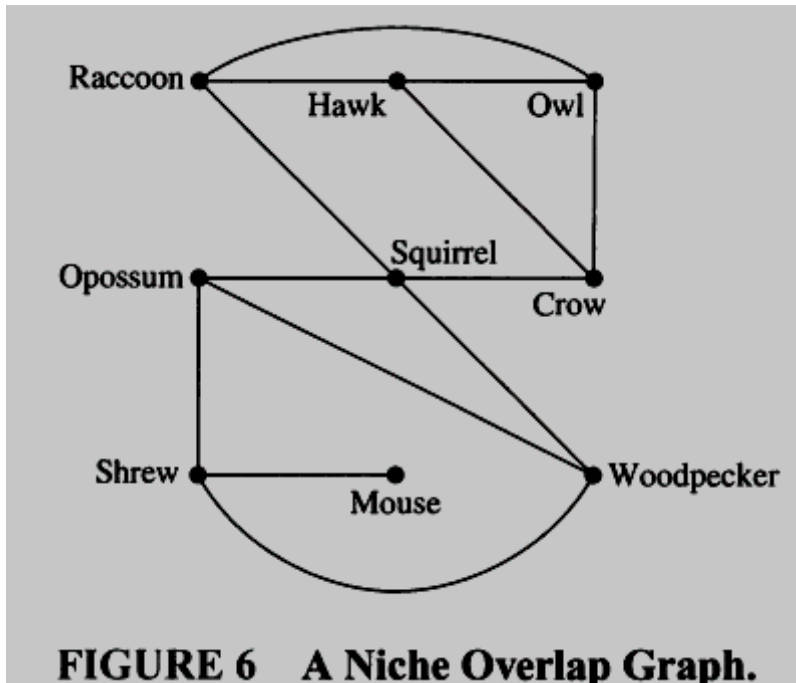 Raccoon
Hawk
Owl
Opossum
Squirrel
Crow
Shrew
Mouse
Woodpecker
FIGURE 6 A Niche Overlap Graph.